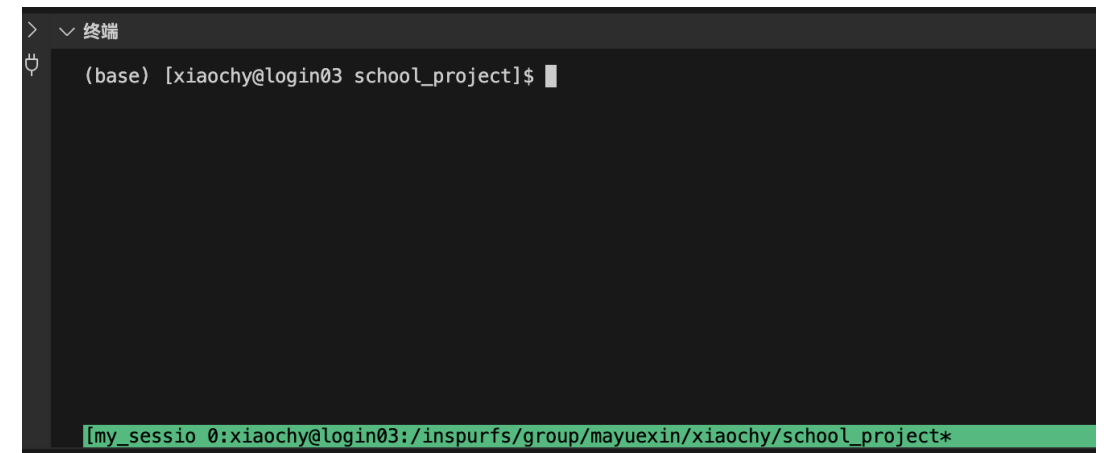 终端
(base) [xiaochy@login03 school_project]$
[my_sessio 0:xiaochy@login03:/inspurfs/group/mayuexin/xiaochy/school_project*